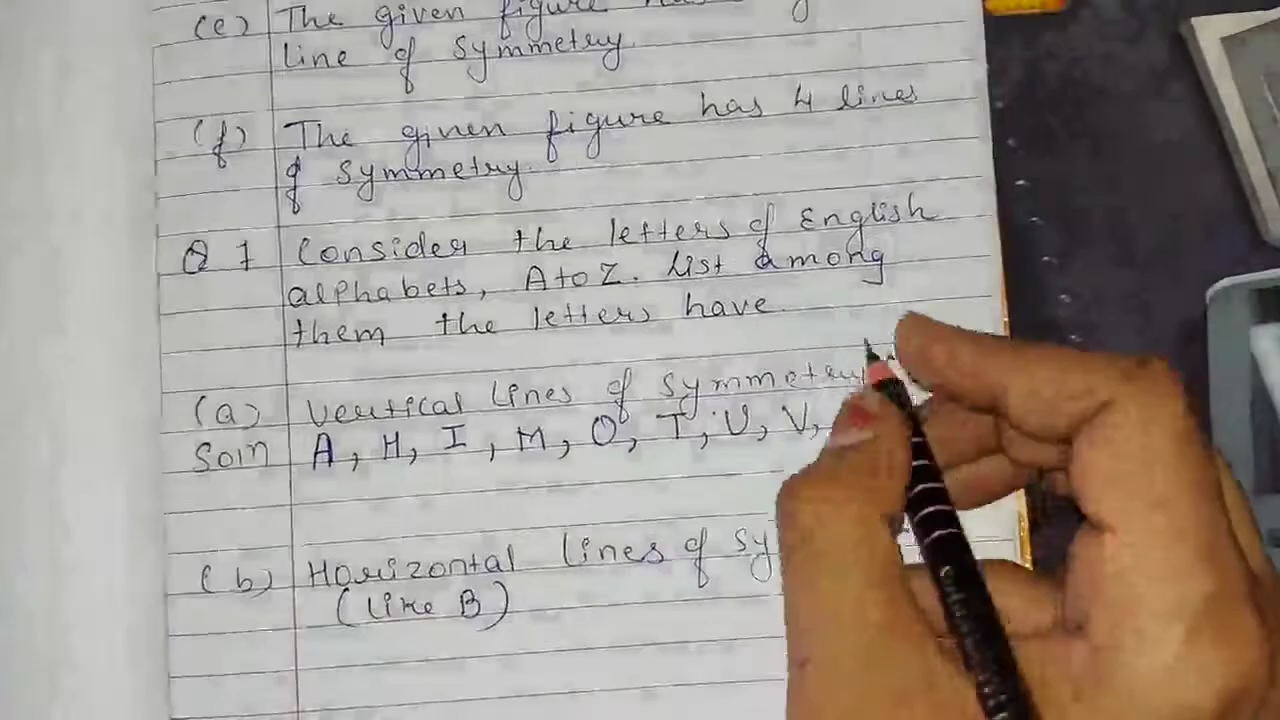 (e) The given figure
line of symmetry.
(f) The given figure has 4 lines
of symmetry.
Q 7 Consider the letters of English
alphabets, A to Z. List among
them the letters have
(a) Vertical lines of symmetry
Soln A, H, I, M, O, T, U, V,
(b) Horizontal lines of sy
(like B)